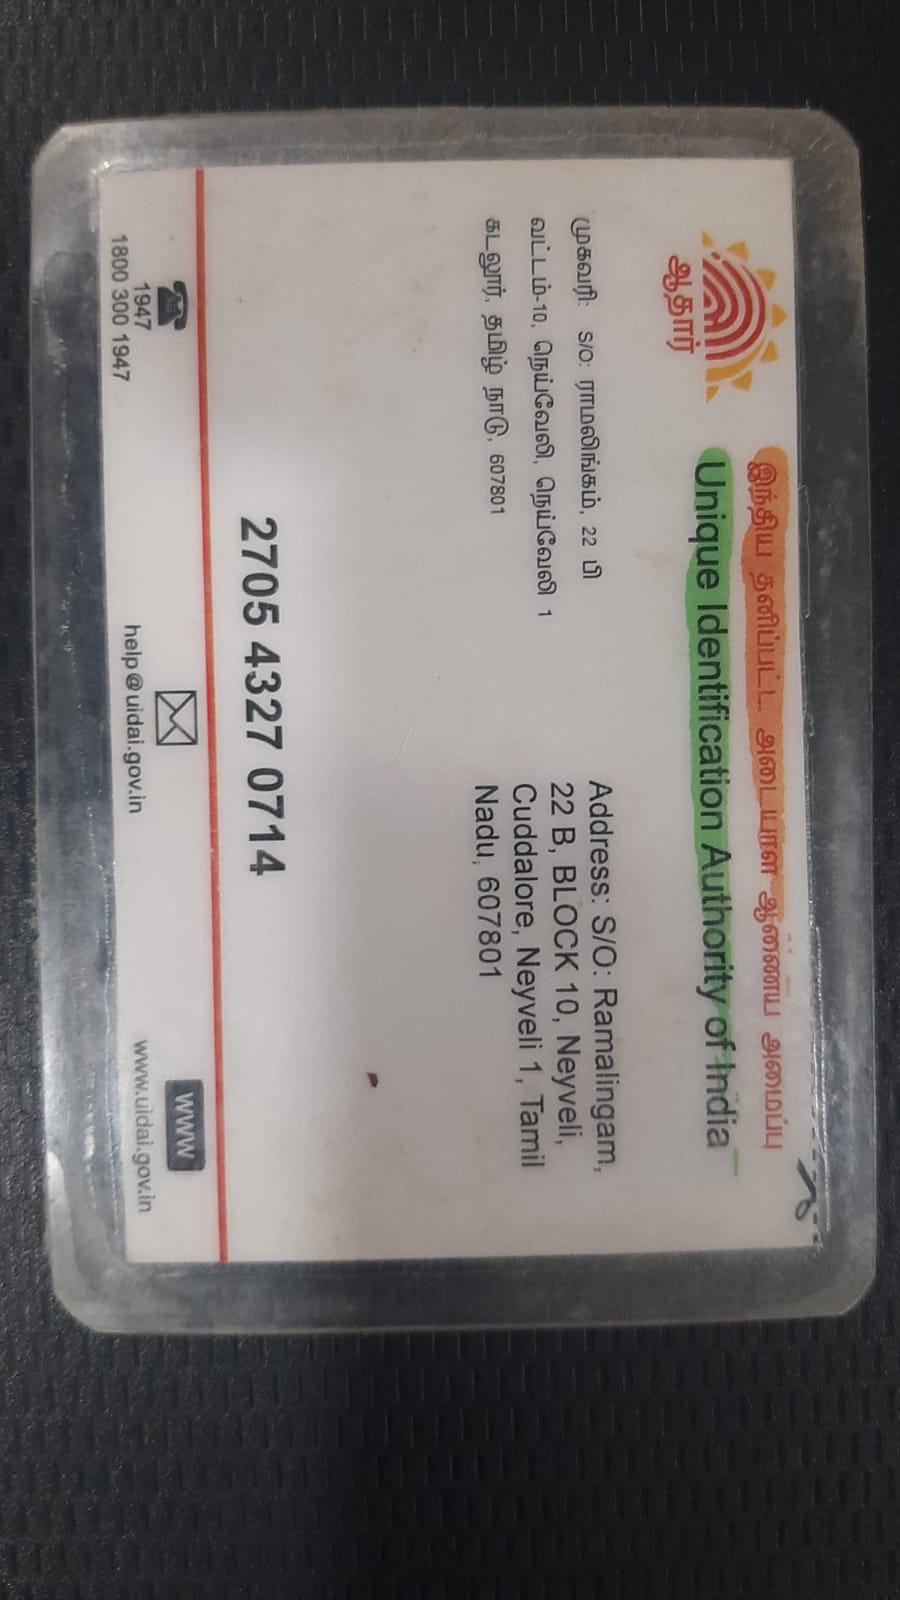 இந்திய தனிப்பட்ட அடையாள ஆணைய அமைப்பு
Unique Identification Authority of India
ஆதார்
முகவரி: S/O: ராமலிங்கம், 22 பி
வட்டம்-10, நெய்வேலி, நெய்வேலி 1
கடலூர், தமிழ் நாடு, 607801
Address: S/O: Ramalingam,
22 B, BLOCK 10, Neyveli,
Cuddalore, Neyveli 1, Tamil
Nadu, 607801
2705 4327 0714
1947
1800 300 1947
help@uidai.gov.in
WWW
www.uidai.gov.in